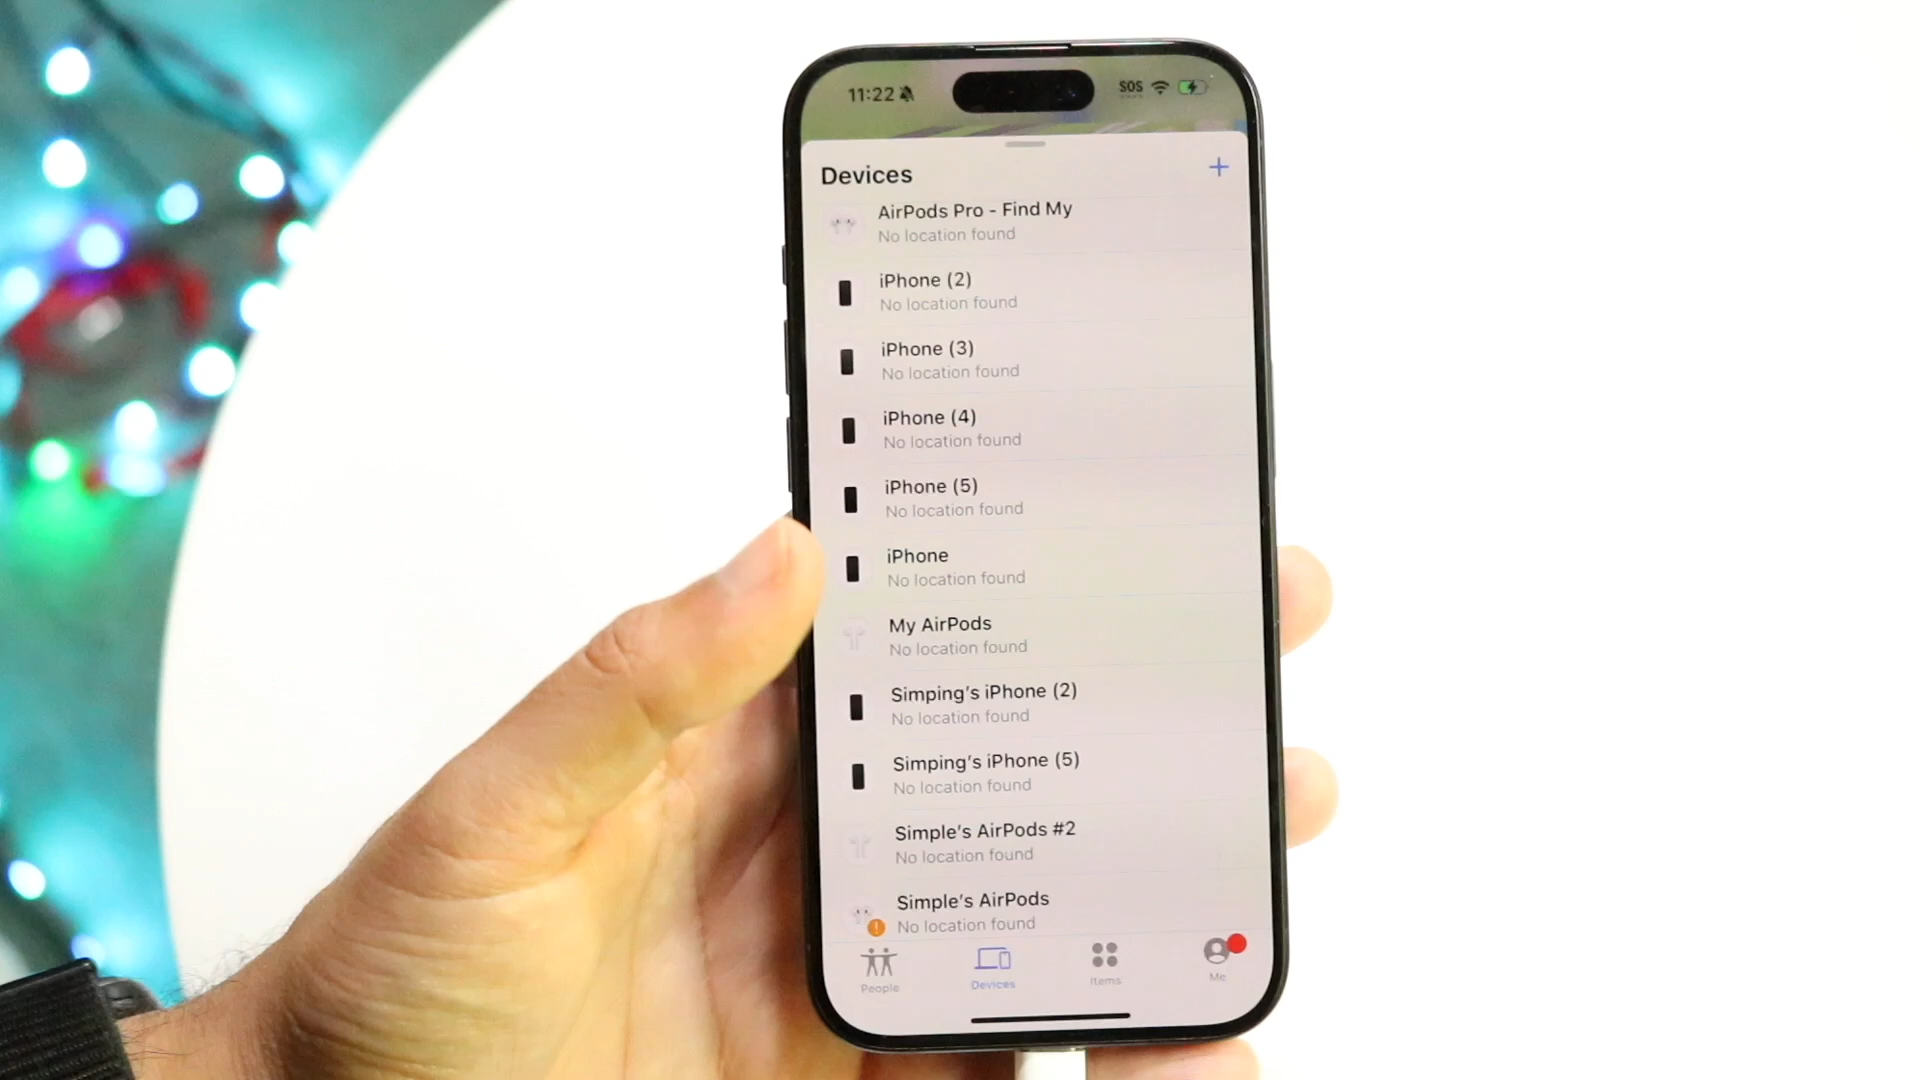 11:22
SOS
Devices
+
AirPods Pro - Find My
No location found
iPhone (2)
No location found
iPhone (3)
No location found
iPhone (4)
No location found
iPhone (5)
No location found
iPhone
No location found
My AirPods
No location found
Simping's iPhone (2)
No location found
Simping's iPhone (5)
No location found
Simple's AirPods #2
No location found
Simple's AirPods
No location found
People
Devices
Items
Me